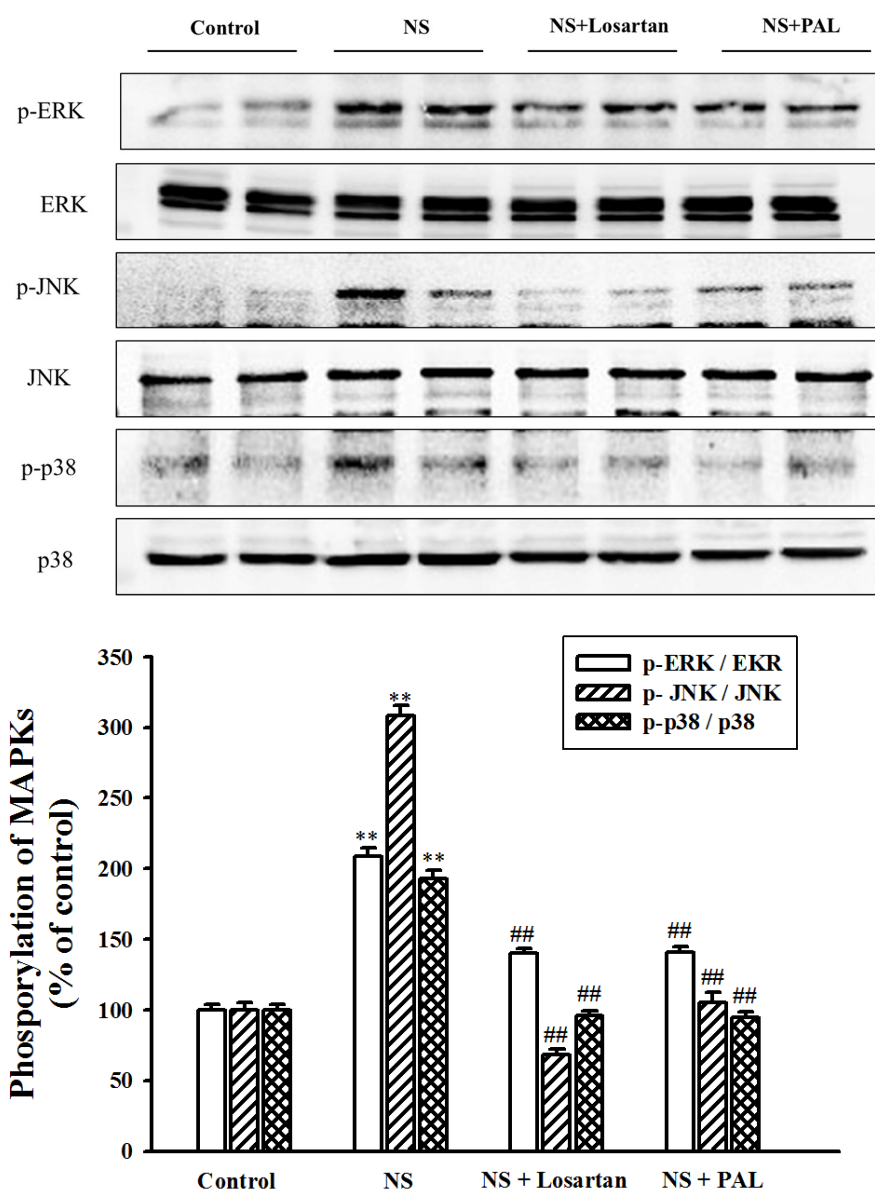 Control NS NS+Losartan NS+PAL
p-ERK
ERK
p-JNK
JNK
p-p38
p38
Phosporylation of MAPKs
(% of control)
350
300
250
200
150
100
50
0
p-ERK / EKR
p- JNK / JNK
p-p38 / p38
**
**
**
##
##
##
##
##
##
Control NS NS + Losartan NS + PAL